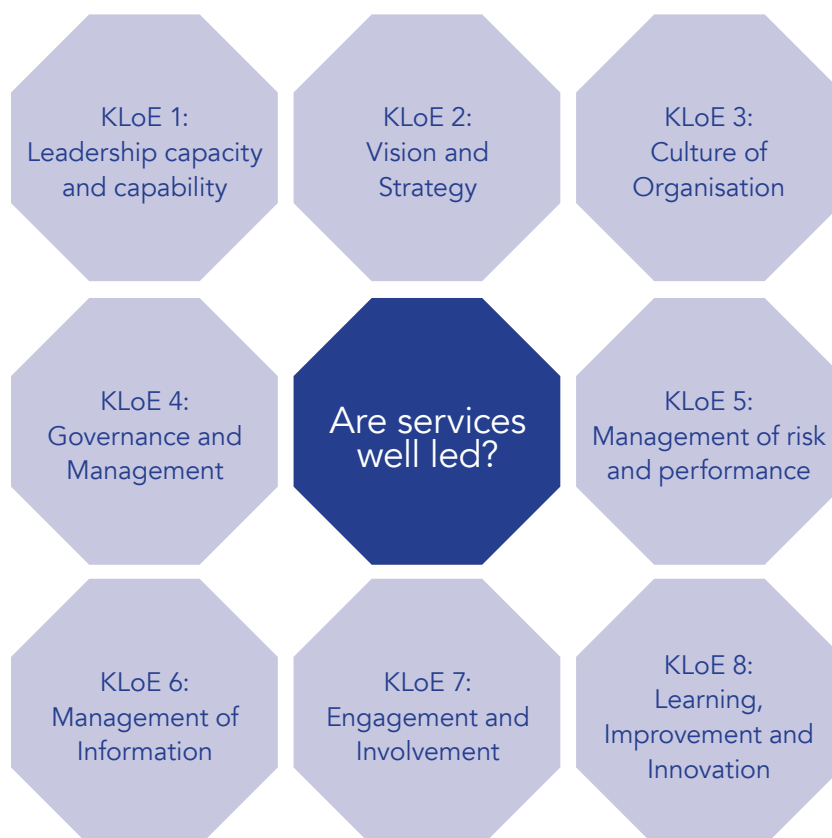 KLoE 1:
Leadership capacity
and capability
KLoE 2:
Vision and
Strategy
KLoE 3:
Culture of
Organisation
KLoE 4:
Governance and
Management
Are services
well led?
KLoE 5:
Management of risk
and performance
KLoE 6:
Management of
Information
KLoE 7:
Engagement and
Involvement
KLoE 8:
Learning,
Improvement and
Innovation